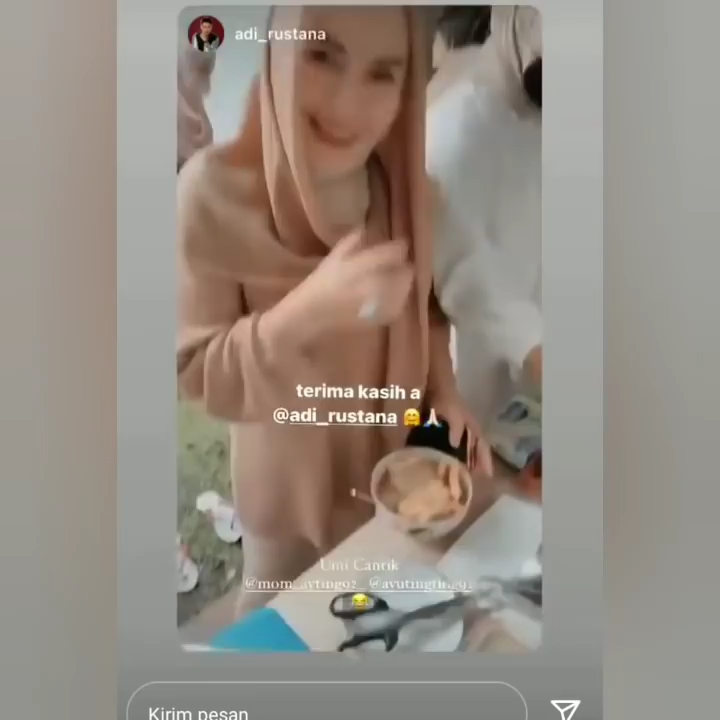 adi_rustana
terima kasih a
@adi_rustana 🤗🙏🏻
Umi Cantik
Kirim pesan